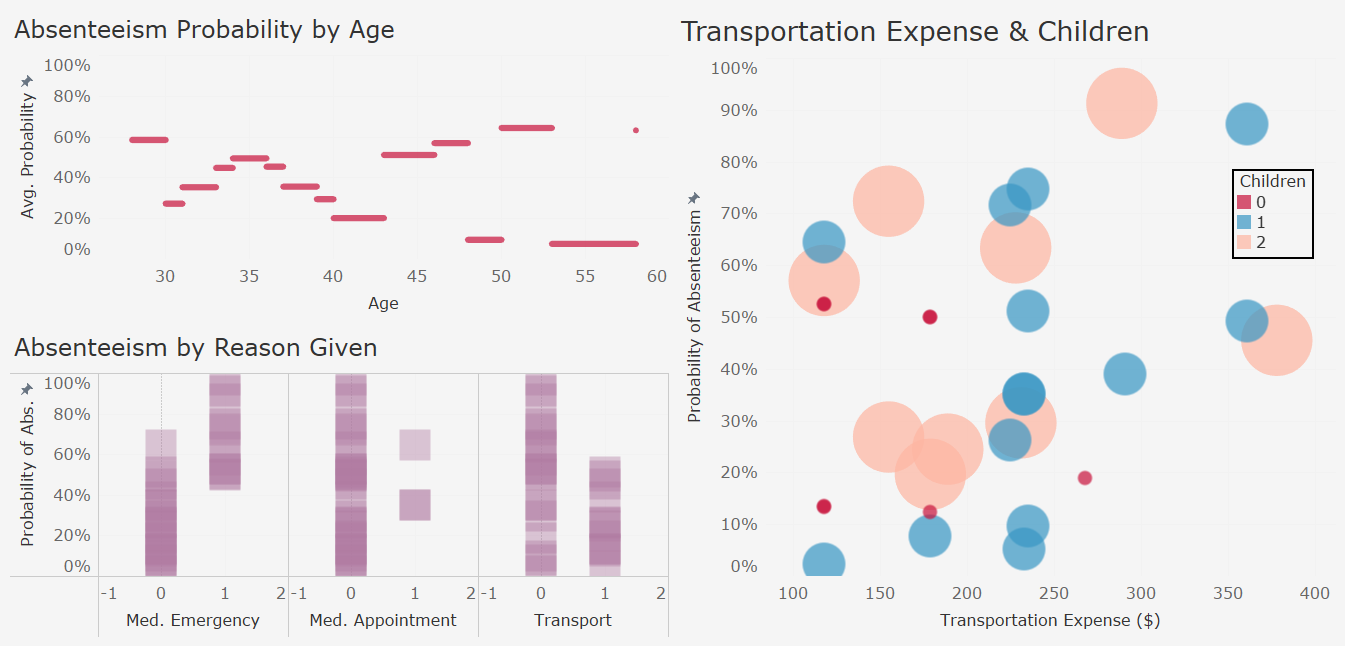 Absenteeism Probability by Age
Avg. Probability
100%
80%
60%
40%
20%
0%
30 35 40 45 50 55 60
Age
Absenteeism by Reason Given
Probability of Abs.
100%
80%
60%
40%
20%
0%
-1 0 1 2 -1 0 1 2 -1 0 1 2
Med. Emergency Med. Appointment Transport
Transportation Expense & Children
Probability of Absenteeism
100%
90%
80%
70%
60%
50%
40%
30%
20%
10%
0%
Children
0
1
2
100 150 200 250 300 350 400
Transportation Expense ($)